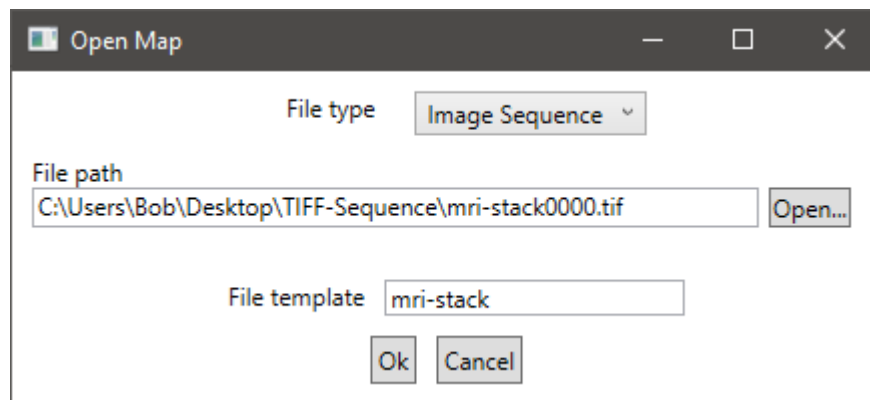 Open Map
File type Image Sequence
File path
C:\Users\Bob\Desktop\TIFF-Sequence\mri-stack0000.tif Open...
File template mri-stack
Ok Cancel